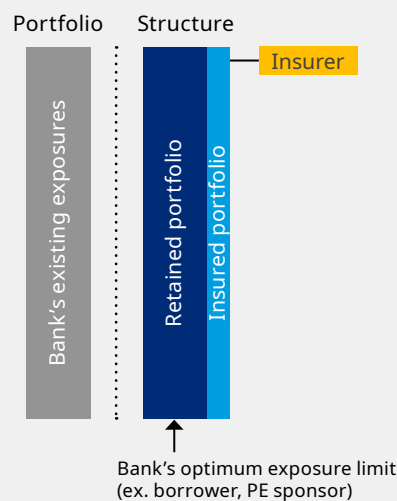 Portfolio
Structure
Insurer
Bank’s existing exposures
Retained portfolio
Insured portfolio
Bank’s optimum exposure limit
(ex. borrower, PE sponsor)